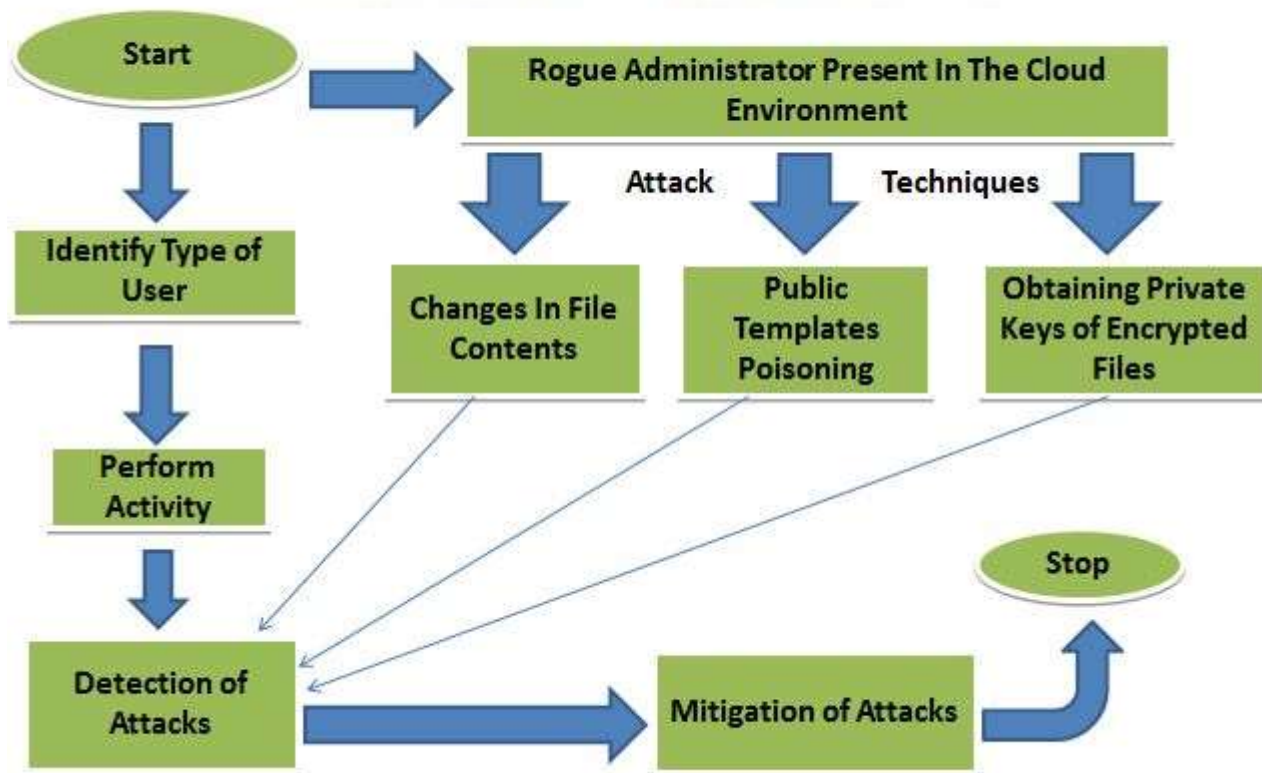 Start
Rogue Administrator Present In The Cloud
Environment
Attack
Techniques
Identify Type of
User
Changes In File
Contents
Public
Templates
Poisoning
Obtaining Private
Keys of Encrypted
Files
Perform
Activity
Stop
Detection of
Attacks
Mitigation of Attacks